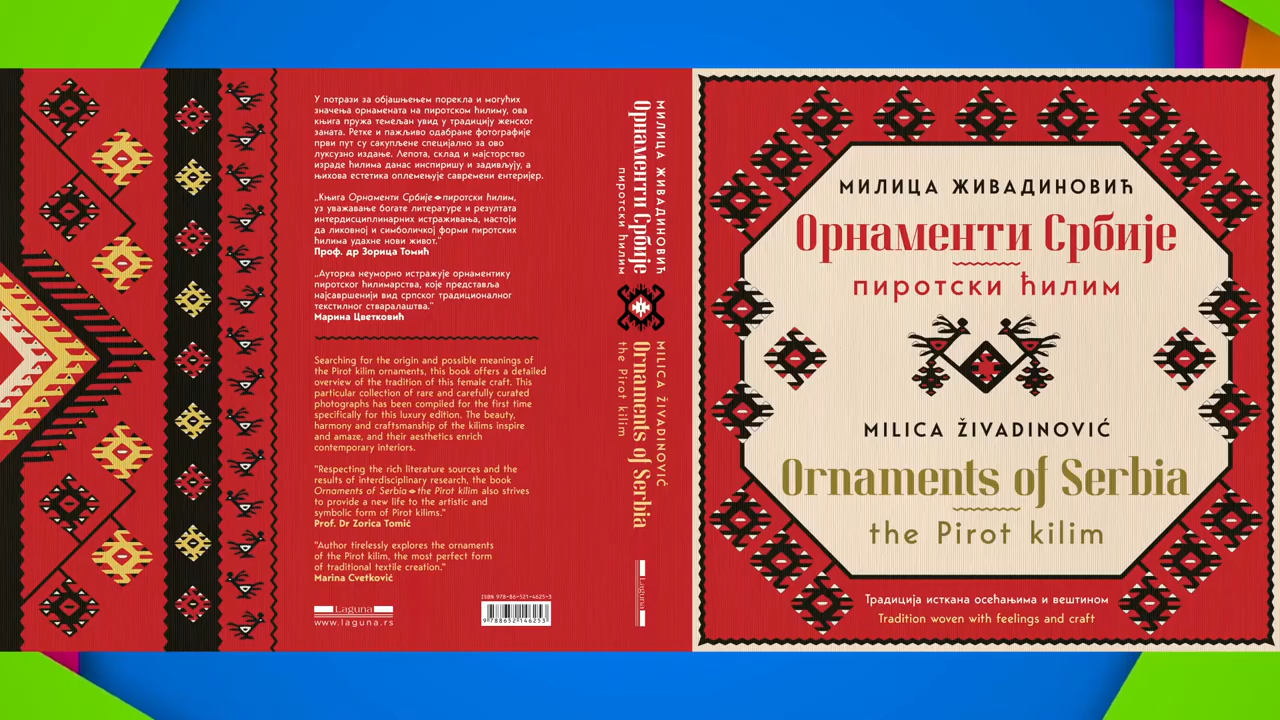 У потрази за објашњењем порекла и могућих
значења орнамената на пиротском ћилиму, ова
књига пружа темељан увид у традицију женског
заната. Ретке и пажљиво одабране фотографије
први пут су сакупљене специјално за ово
луксузно издање. Лепота, склад и мајсторство
израде ћилима данас инспиришу и задивљују, а
њихова естетика оплемењује савремени ентеријер.
„Књига Орнаменти Србије пиротски ћилим,
уз уважавање богате литературе и резултата
интердисциплинарних истраживања, настоји
да ликовној и симболичкој форми пиротских
ћилима удахне нови живот.“
Проф. др Зорица Томић
„Ауторка неуморно истражује орнаментику
пиротског ћилимарства, које представља
најсавршенији вид српског традиционалног
текстилног стваралаштва.“
Марина Цветковић
Searching for the origin and possible meanings of
the Pirot kilim ornaments, this book offers a detailed
overview of the tradition of this female craft. This
particular collection of rare and carefully curated
photographs has been compiled for the first time
specifically for this luxury edition. The beauty,
harmony and craftsmanship of the kilims inspire
and amaze, and their aesthetics enrich
contemporary interiors.
"Respecting the rich literature sources and the
results of interdisciplinary research, the book
Ornaments of Serbia the Pirot kilim also strives
to provide a new life to the artistic and
symbolic form of Pirot kilims."
Prof. Dr Zorica Tomić
"Author tirelessly explores the ornaments
of the Pirot kilim, the most perfect form
of traditional textile creation."
Marina Cvetković
Laguna
www.laguna.rs
ISBN 978-86-521-4625-3
9 788652 146253
МИЛИЦА ЖИВАДИНОВИЋ
Орнаменти Србије
пиротски ћилим
MILICA ŽIVADINOVIĆ
Ornaments of Serbia
the Pirot kilim
Laguna
МИЛИЦА ЖИВАДИНОВИЋ
Орнаменти Србије
пиротски ћилим
MILICA ŽIVADINOVIĆ
Ornaments of Serbia
the Pirot kilim
Традиција исткана осећањима и вештином
Tradition woven with feelings and craft